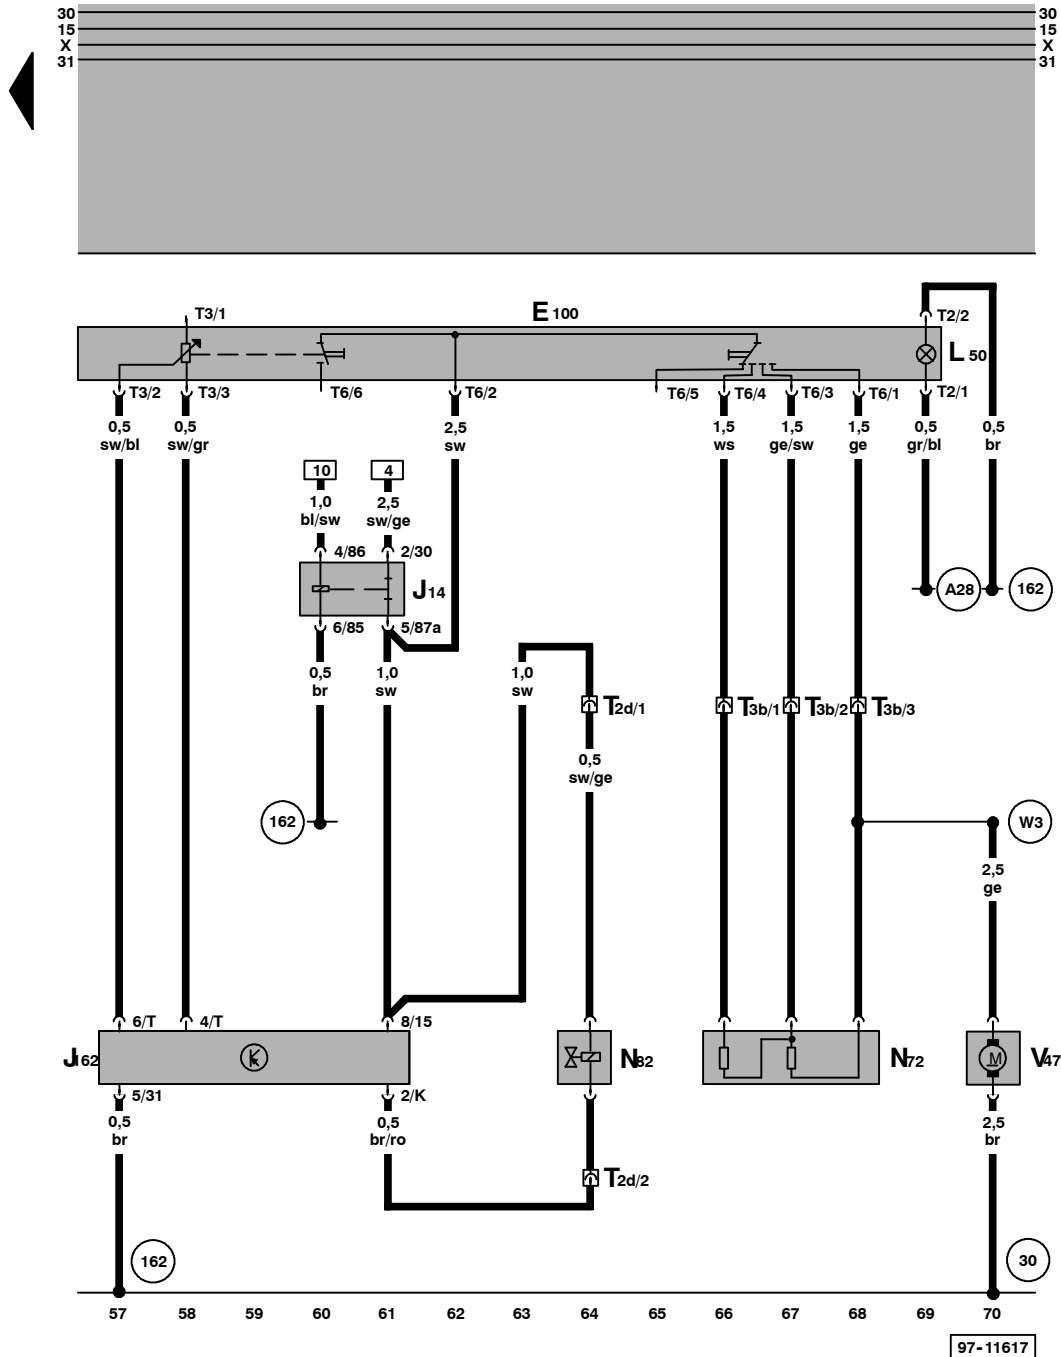 30 30
15 15
X X
31 31
T3/1 E 100 T2/2
L 50
T3/2 T3/3 T6/6 T6/2 T6/5 T6/4 T6/3 T6/1 T2/1
0,5 0,5 2,5 1,5 1,5 1,5 0,5 0,5
sw/bl sw/gr sw ws ge/sw ge gr/bl br
10 4
1,0 2,5
bl/sw sw/ge
4/86 2/30
J14 A28 162
6/85 5/87a
0,5 1,0 1,0
br sw sw
T2d/1 T3b/1 T3b/2 T3b/3
0,5
sw/ge
162 W3
2,5
ge
6/T 4/T 8/15
J162 N82 N72 M V47
5/31 2/K
0,5 0,5 2,5
br br/ro br
T2d/2
162 30
57 58 59 60 61 62 63 64 65 66 67 68 69 70
97-11617